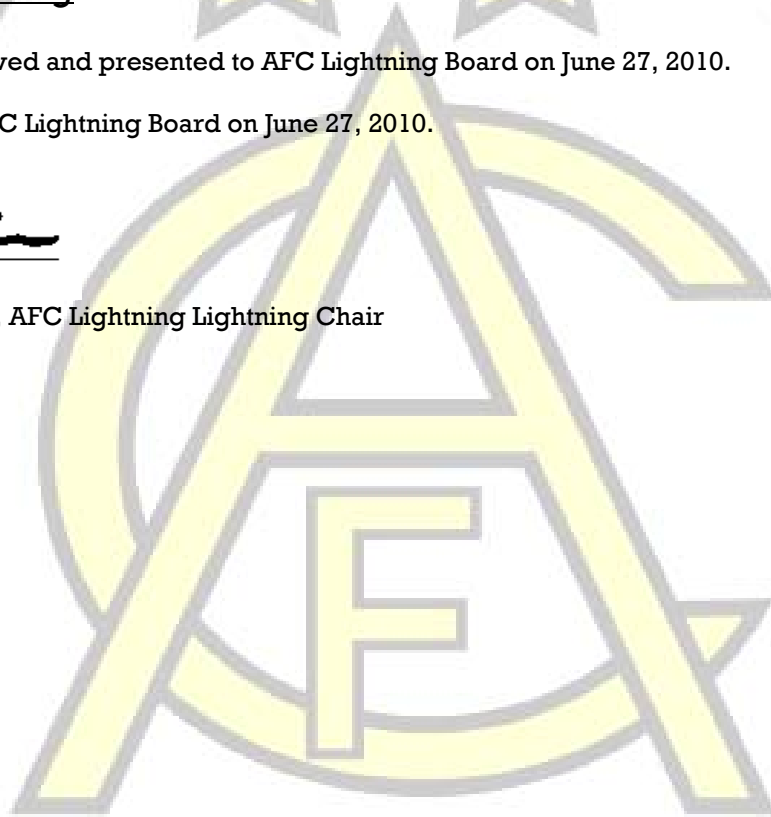 ved and presented to AFC Lightning Board on June 27, 2010.
C Lightning Board on June 27, 2010.
AFC Lightning Lightning Chair
A
F
C